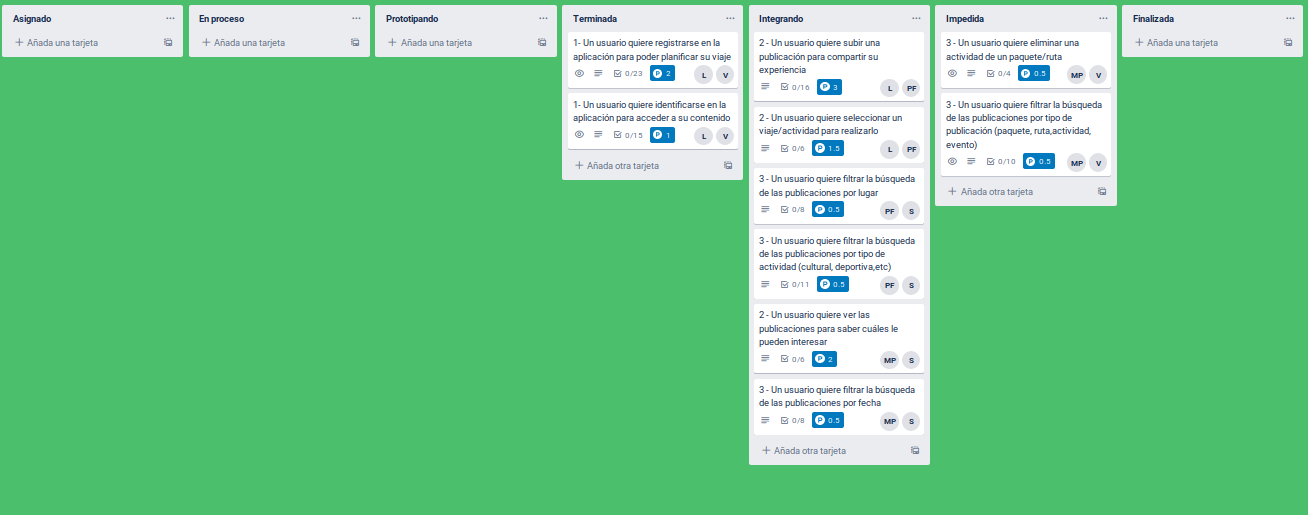 Asignado
Añada una tarjeta
En proceso
Añada una tarjeta
Prototipando
Añada una tarjeta
Terminada
1- Un usuario quiere registrarse en la
aplicación para poder planificar su viaje
0/23 P 2 L V
1- Un usuario quiere identificarse en la
aplicación para acceder a su contenido
0/15 P 1 L V
Añada otra tarjeta
Integrando
2 - Un usuario quiere subir una
publicación para compartir su
experiencia
0/16 P 3 L PF
2 - Un usuario quiere seleccionar un
viaje/actividad para realizarlo
0/6 P 1.5 L PF
3 - Un usuario quiere filtrar la búsqueda
de las publicaciones por lugar
0/8 P 0.5 PF S
3 - Un usuario quiere filtrar la búsqueda
de las publicaciones por tipo de
actividad (cultural, deportiva,etc)
0/11 P 0.5 PF S
2 - Un usuario quiere ver las
publicaciones para saber cuáles le
pueden interesar
0/6 P 2 MP S
3 - Un usuario quiere filtrar la búsqueda
de las publicaciones por fecha
0/8 P 0.5 MP S
Añada otra tarjeta
Impedida
3 - Un usuario quiere eliminar una
actividad de un paquete/ruta
0/4 P 0.5 MP V
3 - Un usuario quiere filtrar la búsqueda
de las publicaciones por tipo de
publicación (paquete, ruta,actividad,
evento)
0/10 P 0.5 MP V
Añada otra tarjeta
Finalizada
Añada una tarjeta